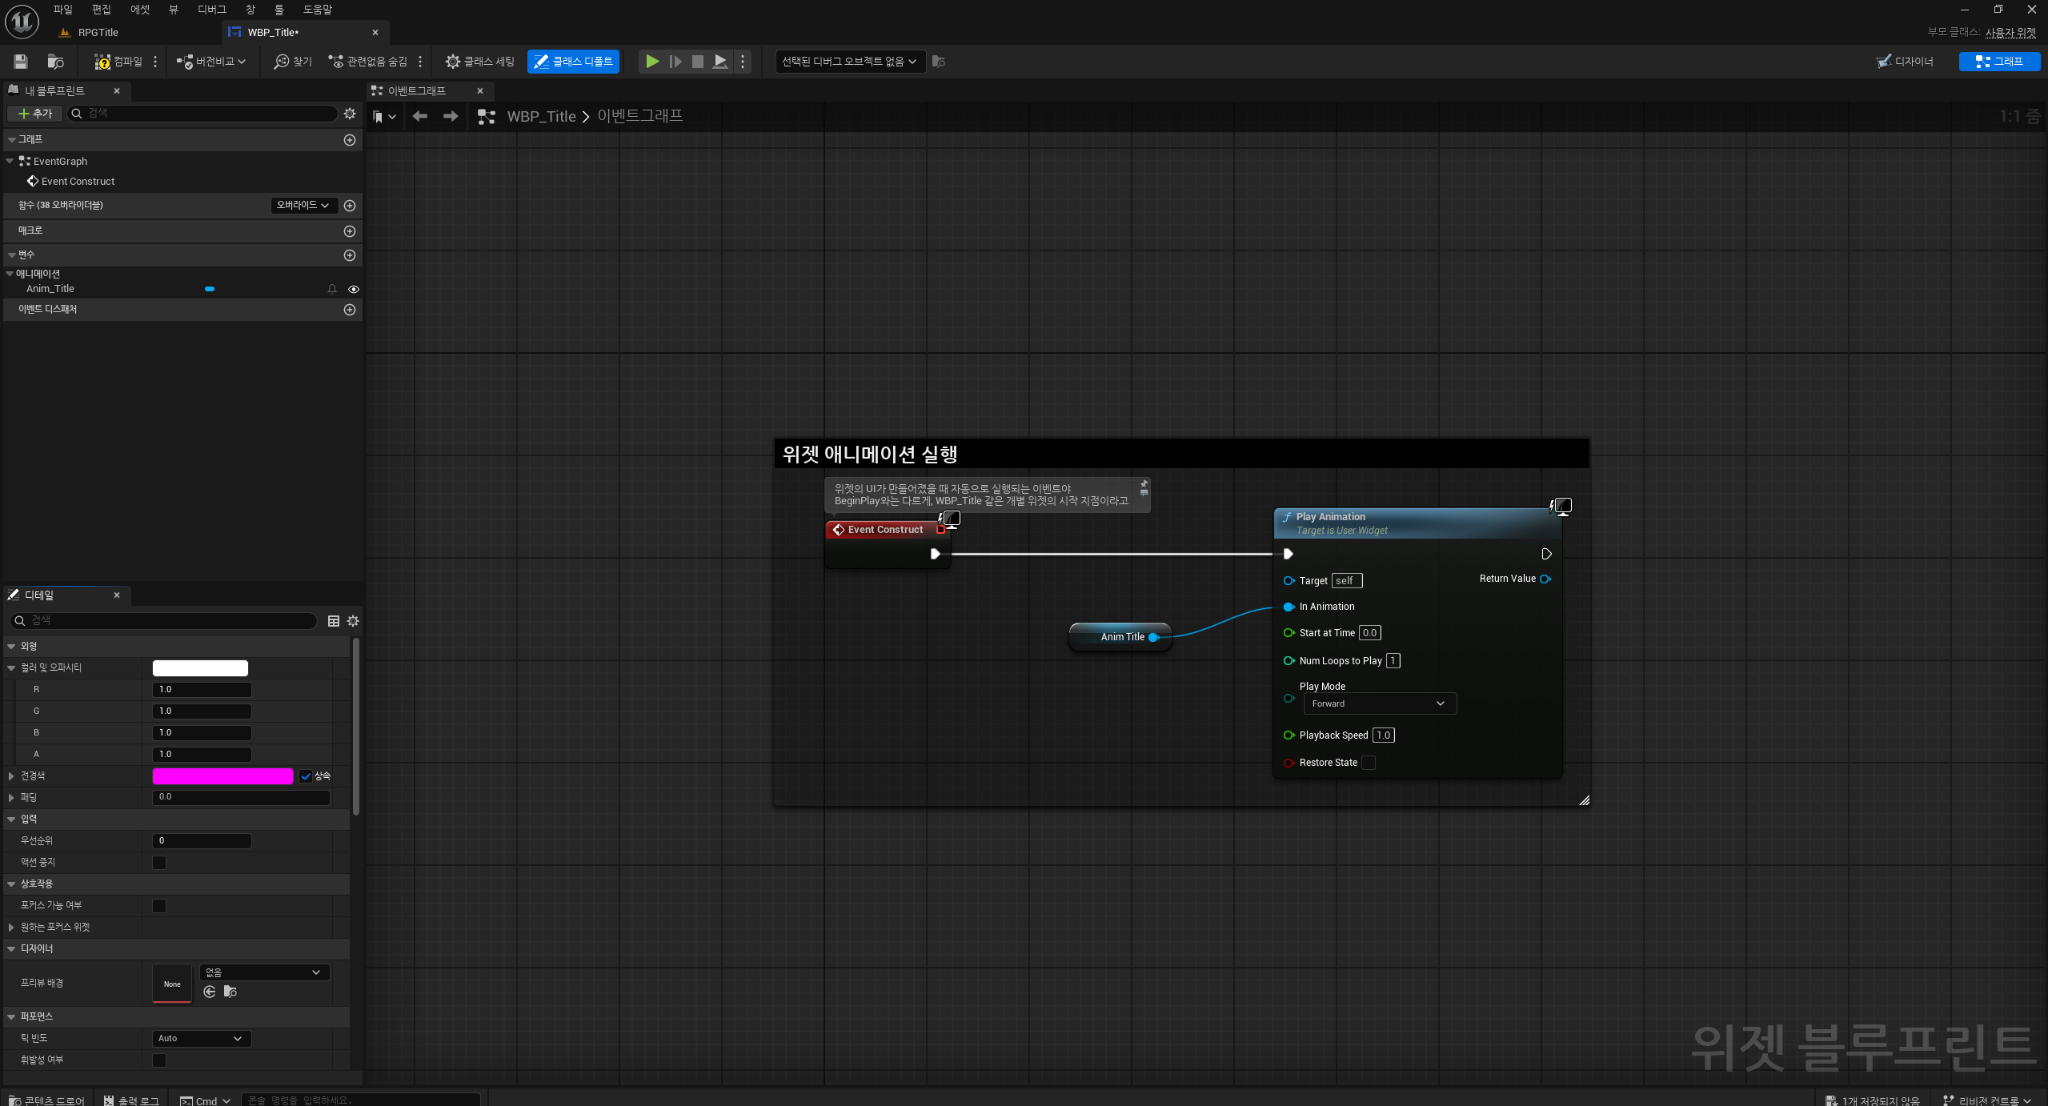 파일 편집 에셋 뷰 디버그 창 툴 도움말
RPGTitle
WBP_Title*
부모 클래스: 사용자 위젯
컴파일
버전비교
찾기
관련없음 숨김
클래스 세팅
클래스 디폴트
선택된 디버그 오브젝트 없음
디자이너
그래프
내 블루프린트
추가
검색
그래프
EventGraph
Event Construct
함수 (38 오버라이더블)
오버라이드
매크로
변수
애니메이션
Anim_Title
이벤트 디스패처
이벤트그래프
WBP_Title
이벤트그래프
1:1 줌
위젯 애니메이션 실행
위젯의 UI가 만들어졌을 때 자동으로 실행되는 이벤트야
BeginPlay와는 다르게, WBP_Title 같은 개별 위젯의 시작 지점이라고
Event Construct
Anim Title
Play Animation
Target is User Widget
Target self
Return Value
In Animation
Start at Time 0.0
Num Loops to Play 1
Play Mode
Forward
Playback Speed 1.0
Restore State
디테일
검색
외형
컬러 및 오파시티
R 1.0
G 1.0
B 1.0
A 1.0
전경색
상속
패딩 0.0
입력
우선순위 0
액션 중지
상호작용
포커스 가능 여부
원하는 포커스 위젯
디자이너
프리뷰 배경
None
없음
퍼포먼스
틱 빈도 Auto
휘발성 여부
위젯 블루프린트
콘텐츠 드로어
출력 로그
Cmd
콘솔 명령을 입력하세요.
1개 저장되지 않음
리비전 컨트롤